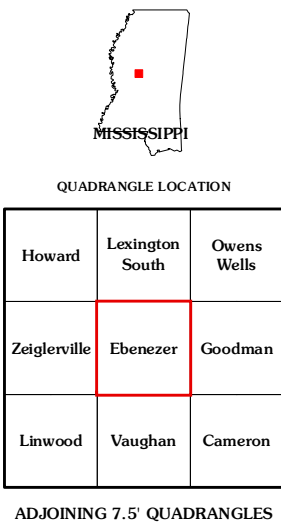 MISSISSIPPI
QUADRANGLE LOCATION
Howard
Lexington
South
Owens
Wells
Zeiglerville
Ebenezer
Goodman
Linwood
Vaughan
Cameron
ADJOINING 7.5' QUADRANGLES